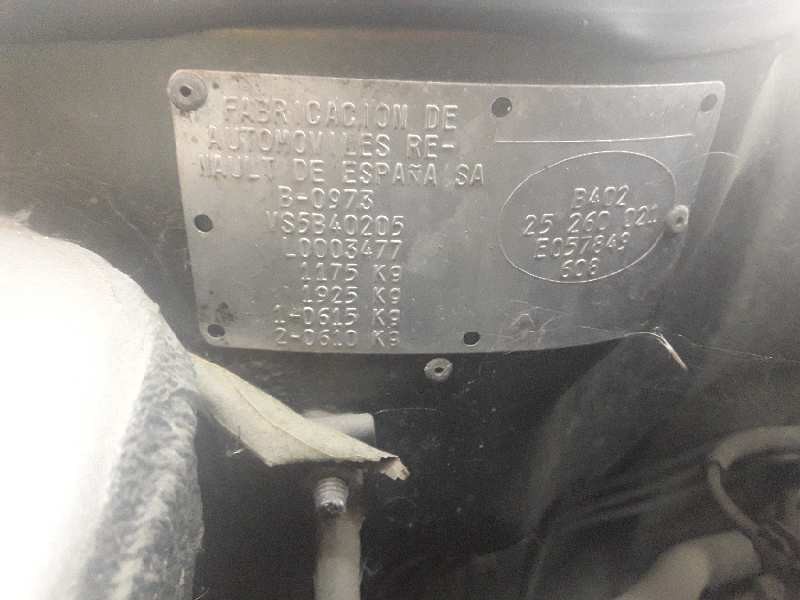 FABRICACION DE
AUTOMOVILES RE-
NAULT DE ESPAÑA SA
B-0973
VS5B40205
L0003477
1175 Kg
1925 Kg
1-0615 Kg
2-0610 Kg
B402
25 260 020
E057849
608